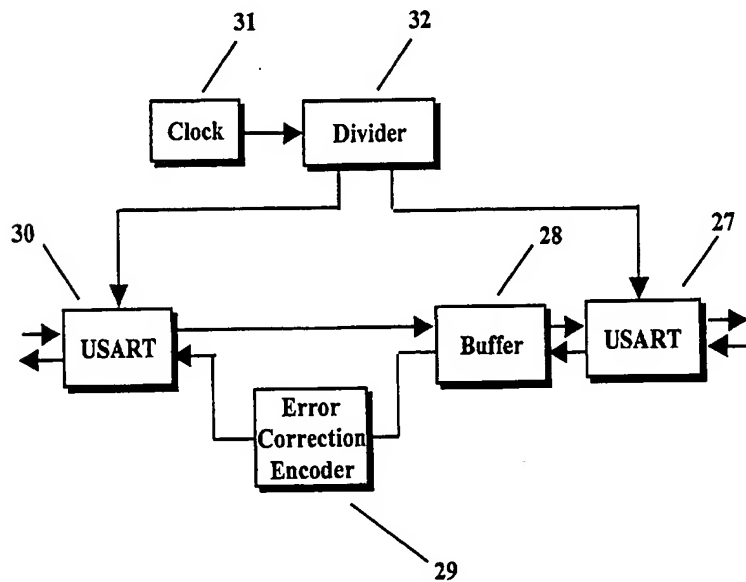 31
32
Clock
Divider
30
28
27
USART
Buffer
USART
Error
Correction
Encoder
29